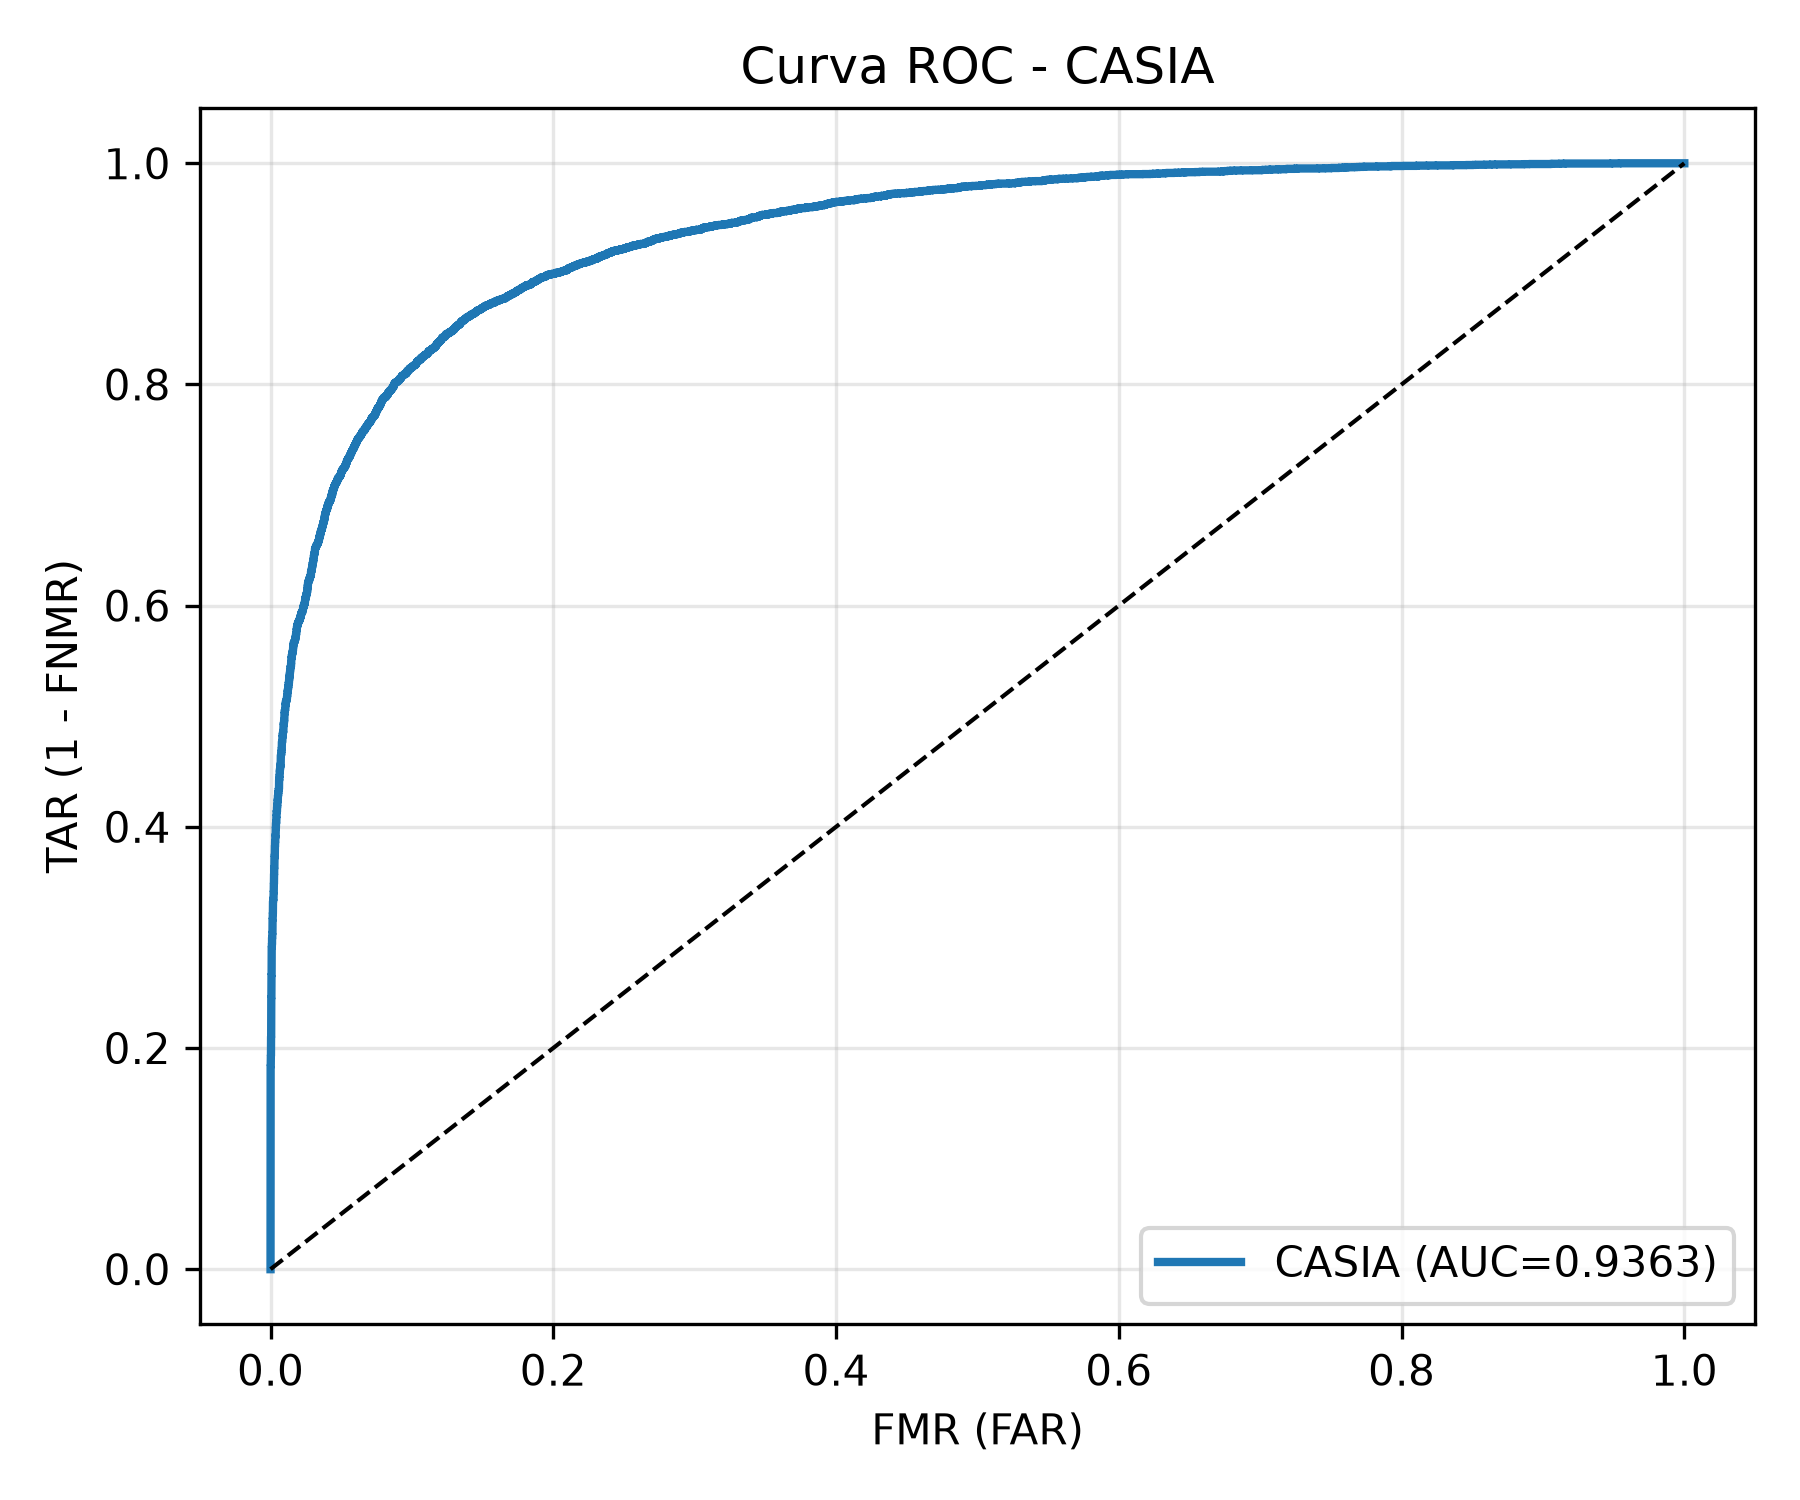 Curva ROC - CASIA
TAR (1 - FNMR)
1.0
0.8
0.6
0.4
0.2
0.0
CASIA (AUC=0.9363)
0.0 0.2 0.4 0.6 0.8 1.0
FMR (FAR)